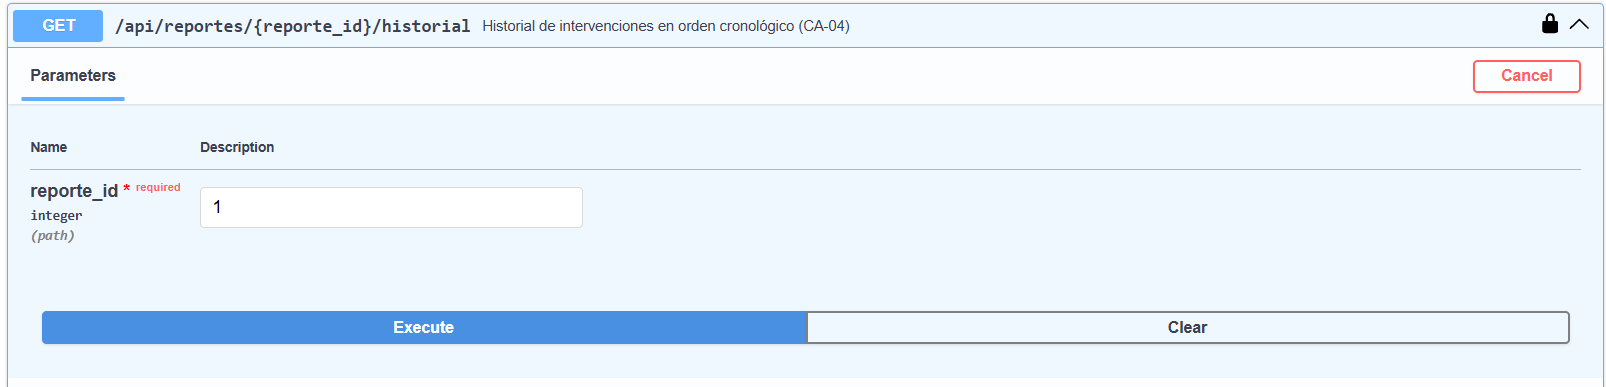 GET /api/reportes/{reporte_id}/historial Historial de intervenciones en orden cronológico (CA-04)
Parameters Cancel
Name Description
reporte_id * required
1
integer
(path)
Execute Clear